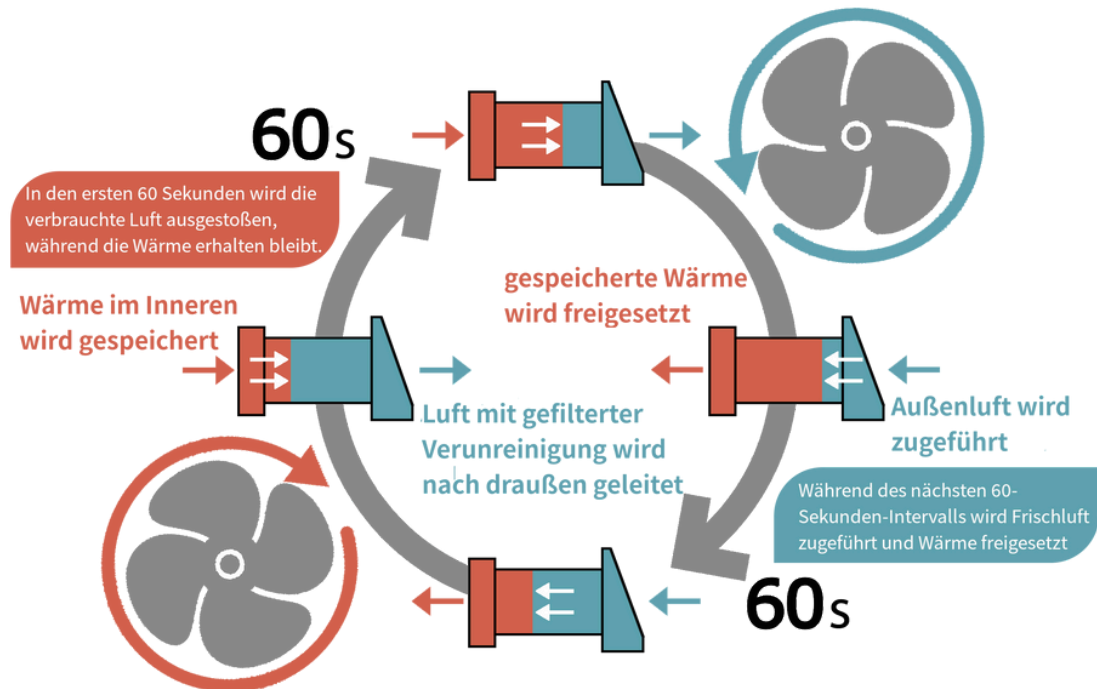 60s
In den ersten 60 Sekunden wird die
verbrauchte Luft ausgestoßen,
während die Wärme erhalten bleibt.
Wärme im Inneren
wird gespeichert
gespeicherte Wärme
wird freigesetzt
Luft mit gefilterter
Verunreinigung wird
nach draußen geleitet
Außenluft wird
zugeführt
Während des nächsten 60-
Sekunden-Intervalls wird Frischluft
zugeführt und Wärme freigesetzt
60s